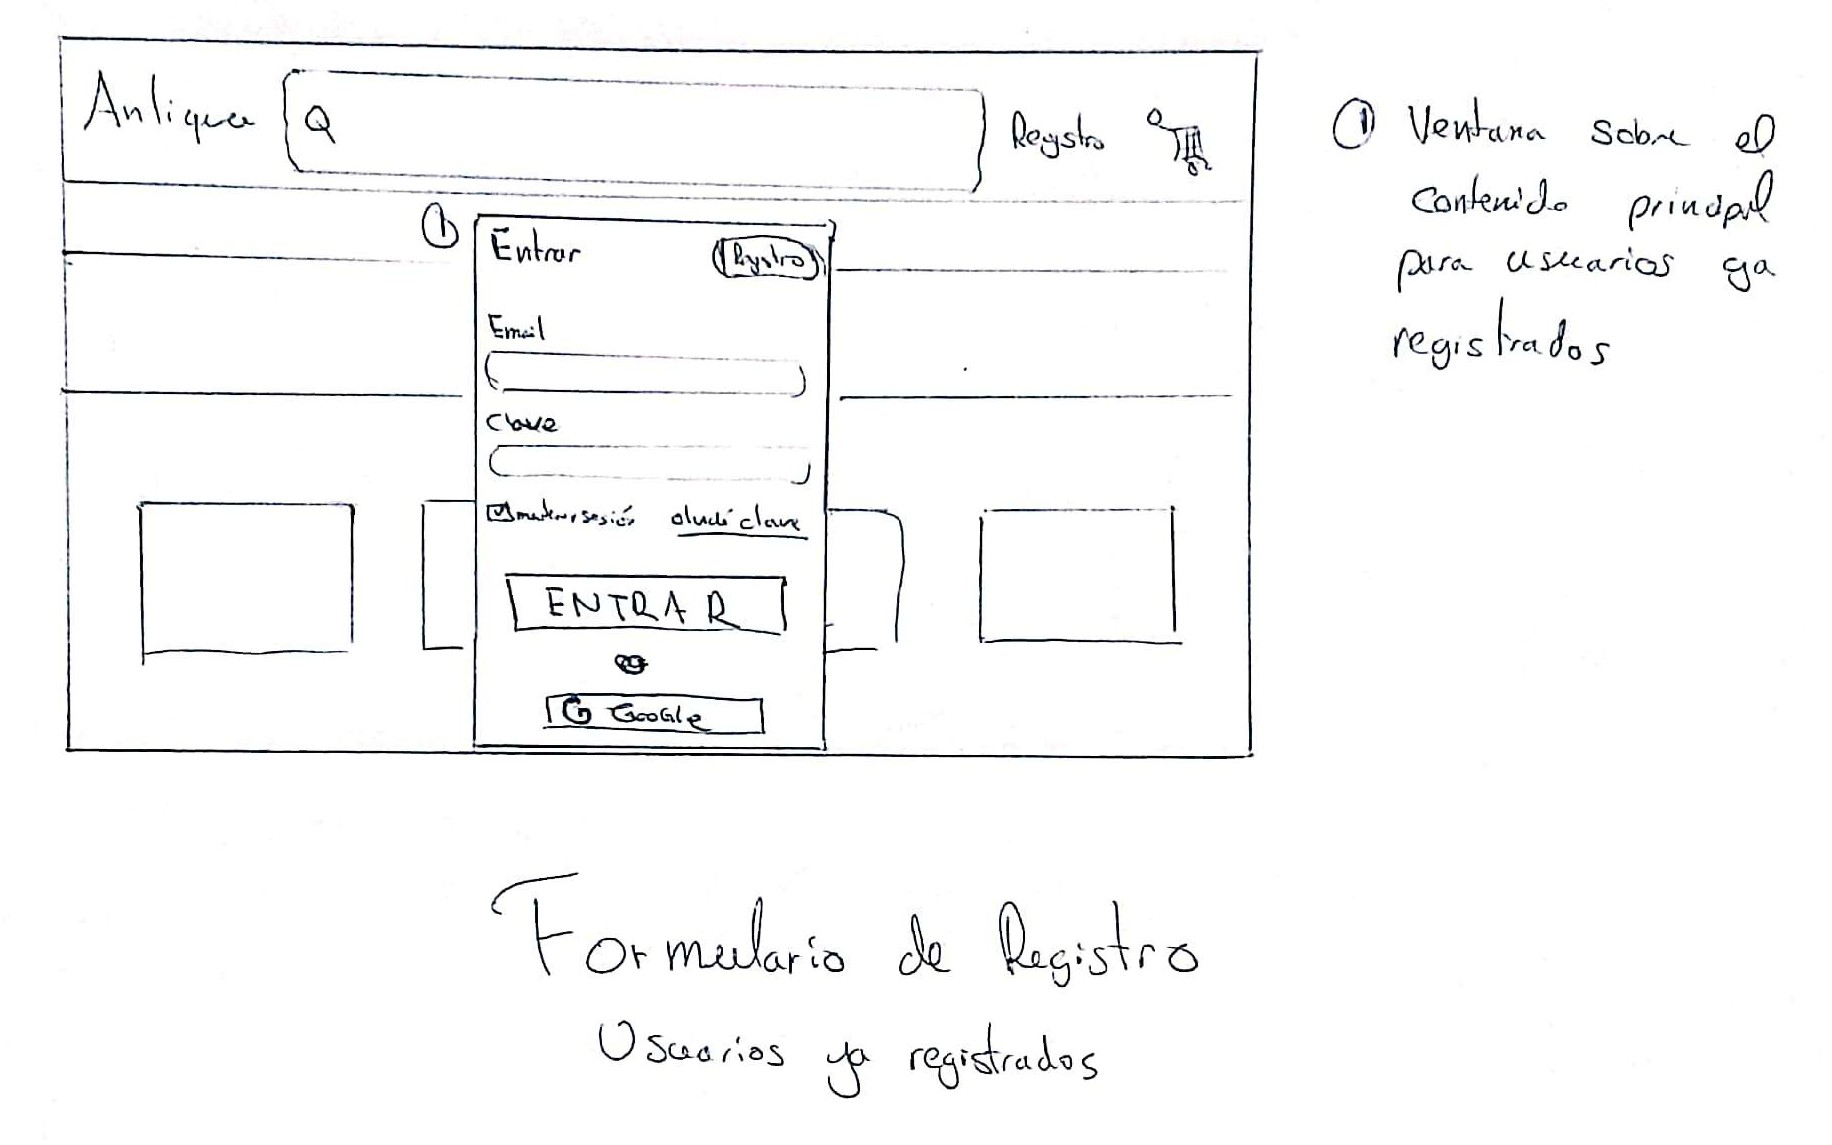 Antiqua
Registro
① Ventana sobre el
contenido principal
para usuarios ya
registrados
①
Entrar Registro
Email
Clave
mantener sesión olvidé clave
ENTRAR
G Google
Formulario de Registro
Usuarios ya registrados